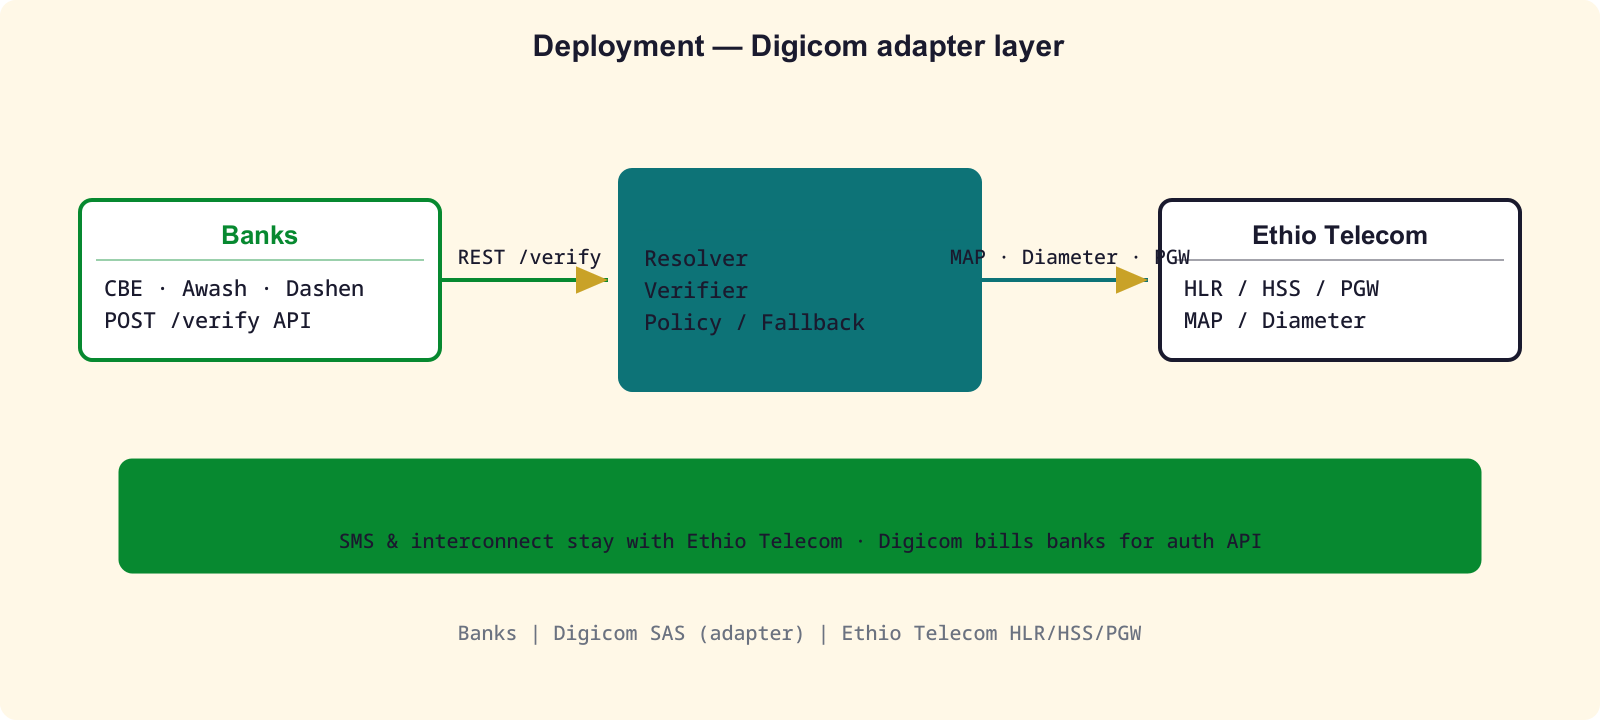 Deployment — Digicom adapter layer
Banks
CBE · Awash · Dashen
POST /verify API
REST /verify
Resolver
Verifier
Policy / Fallback
MAP · Diameter · PGW
Ethio Telecom
HLR / HSS / PGW
MAP / Diameter
SMS & interconnect stay with Ethio Telecom · Digicom bills banks for auth API
Banks | Digicom SAS (adapter) | Ethio Telecom HLR/HSS/PGW